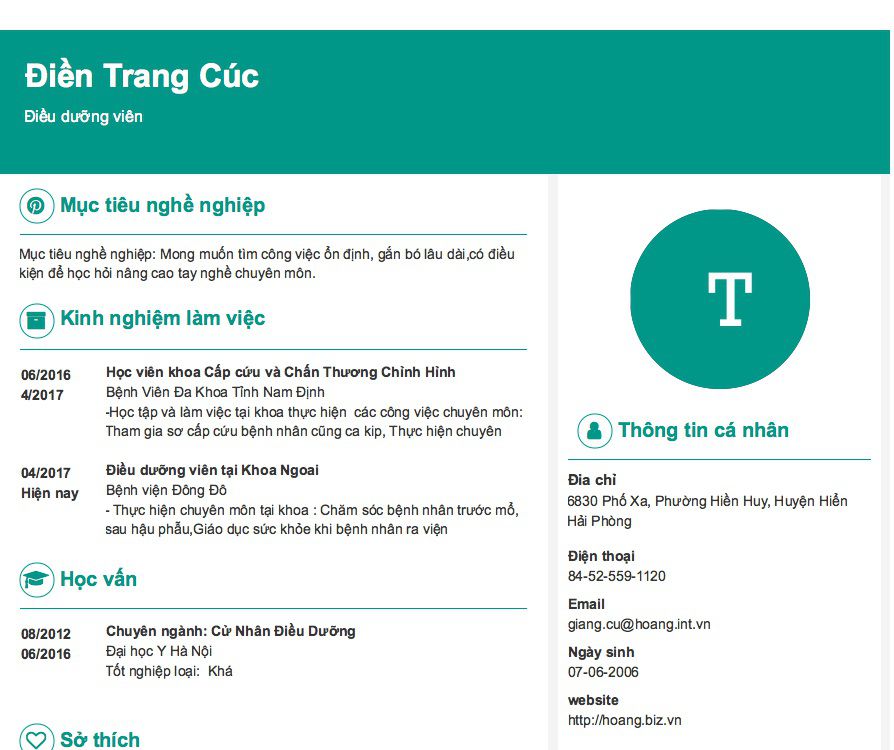 Điền Trang Cúc
Điều dưỡng viên
Mục tiêu nghề nghiệp
Mục tiêu nghề nghiệp: Mong muốn tìm công việc ổn định, gắn bó lâu dài,có điều
kiện để học hỏi nâng cao tay nghề chuyên môn.
Kinh nghiệm làm việc
06/2016
4/2017
Học viên khoa Cấp cứu và Chấn Thương Chỉnh Hình
Bệnh Viên Đa Khoa Tỉnh Nam Định
-Học tập và làm việc tại khoa thực hiện  các công việc chuyên môn:
Tham gia sơ cấp cứu bệnh nhân cũng ca kip, Thực hiện chuyên
04/2017
Hiện nay
Điều dưỡng viên tại Khoa Ngoai
Bệnh viện Đông Đô
- Thực hiện chuyên môn tại khoa : Chăm sóc bệnh nhân trước mổ,
sau hậu phẫu,Giáo dục sức khỏe khi bệnh nhân ra viện
Học vấn
08/2012
06/2016
Chuyên ngành: Cử Nhân Điều Dưỡng
Đại học Y Hà Nội
Tốt nghiệp loại:  Khá
Sở thích
T
Thông tin cá nhân
Đia chỉ
6830 Phố Xa, Phường Hiền Huy, Huyện Hiển
Hải Phòng
Điện thoại
84-52-559-1120
Email
giang.cu@hoang.int.vn
Ngày sinh
07-06-2006
website
http://hoang.biz.vn